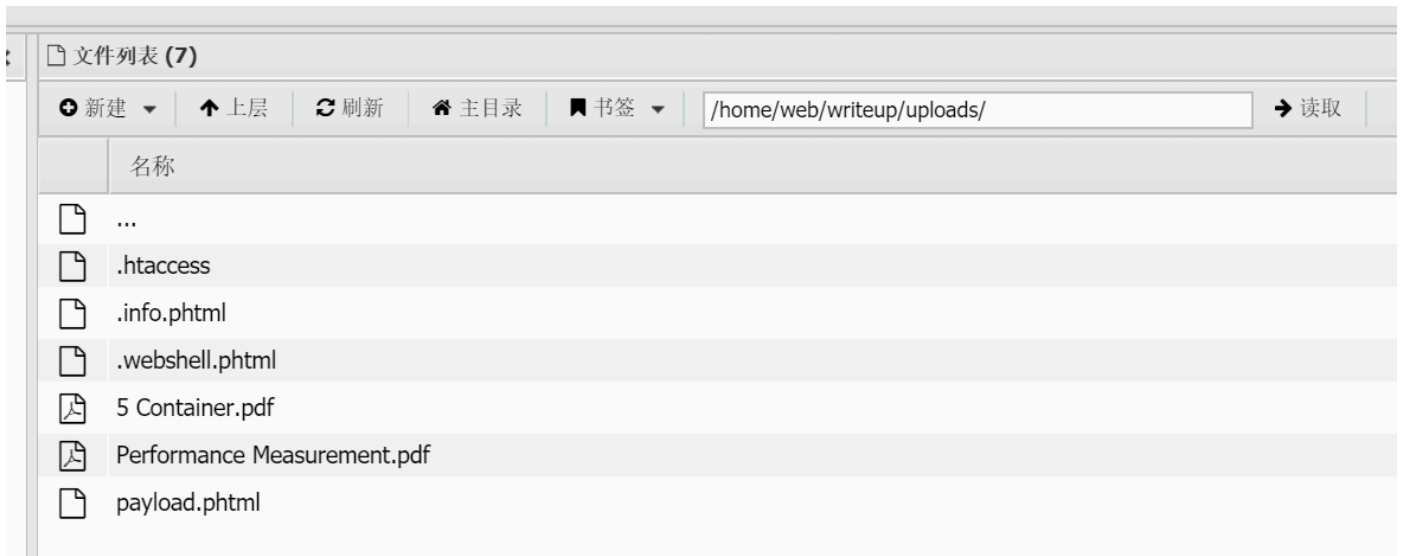 文件列表 (7)
新建 上层 刷新 主目录 书签 /home/web/writeup/uploads/ 读取
名称
...
.htaccess
.info.phtml
.webshell.phtml
5 Container.pdf
Performance Measurement.pdf
payload.phtml